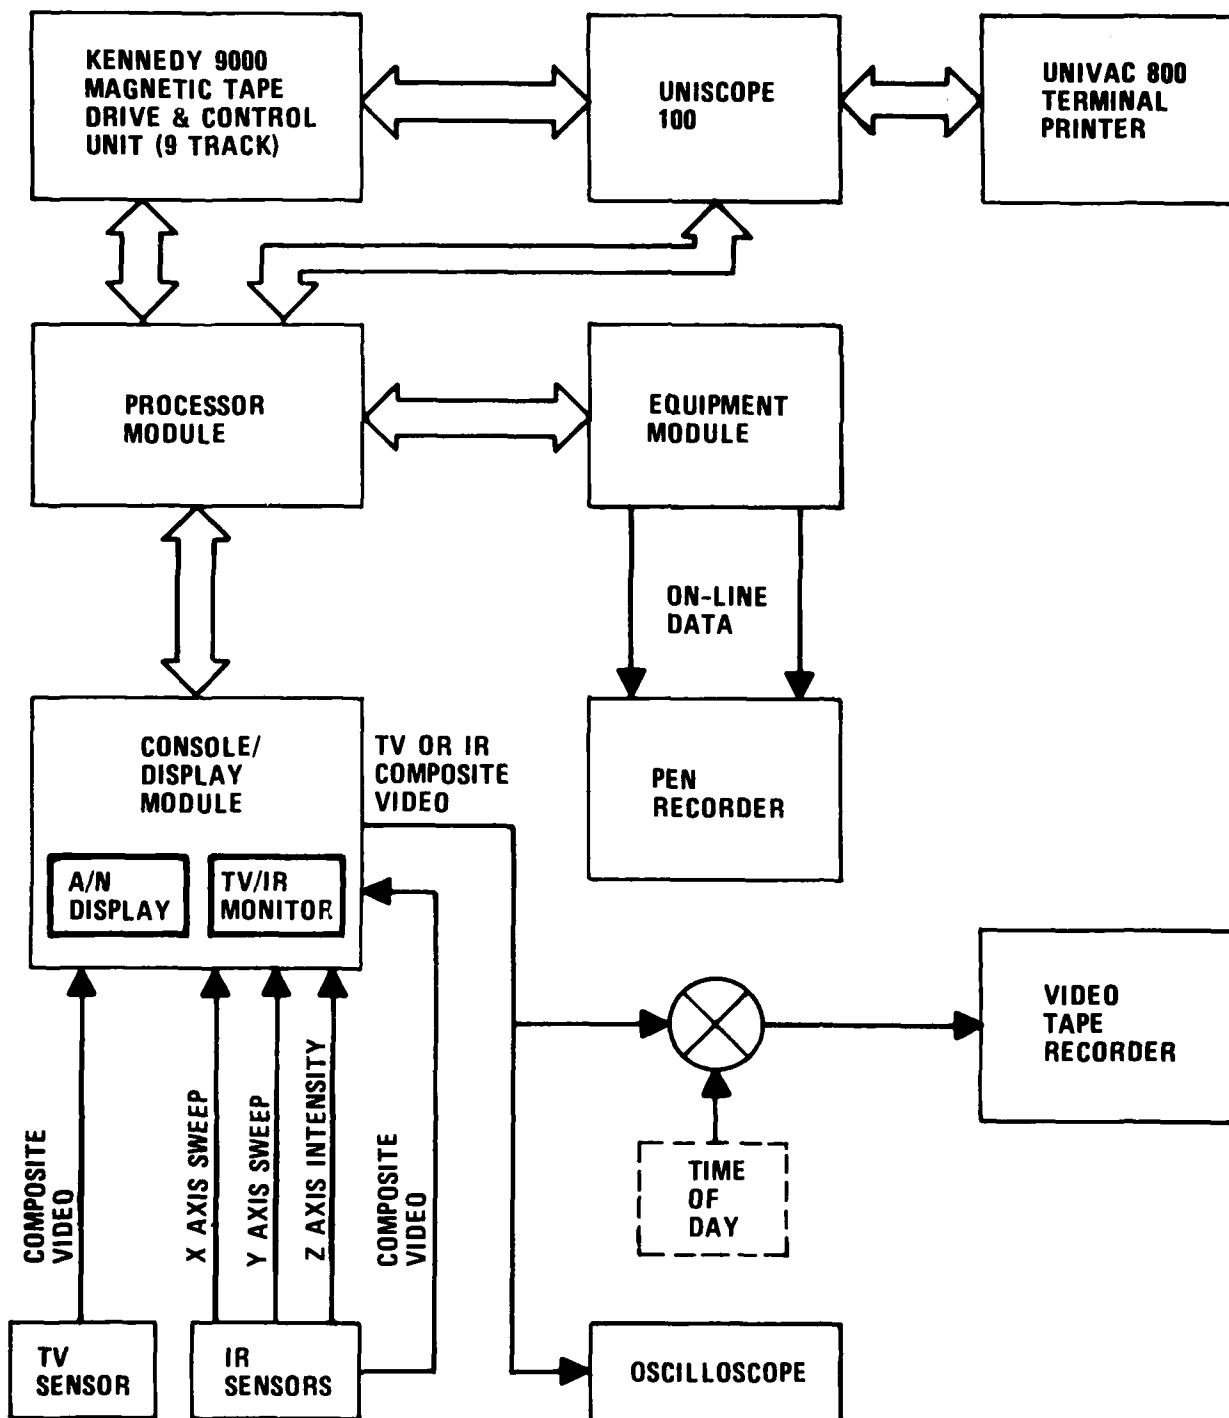 KENNEDY 9000
MAGNETIC TAPE
DRIVE & CONTROL
UNIT (9 TRACK)
UNISCOPE
100
UNIVAC 800
TERMINAL
PRINTER
PROCESSOR
MODULE
EQUIPMENT
MODULE
ON-LINE
DATA
CONSOLE/
DISPLAY
MODULE
TV OR IR
COMPOSITE
VIDEO
PEN
RECORDER
A/N
DISPLAY
TV/IR
MONITOR
VIDEO
TAPE
RECORDER
COMPOSITE
VIDEO
X AXIS SWEEP
Y AXIS SWEEP
Z AXIS INTENSITY
COMPOSITE
VIDEO
TIME
OF
DAY
TV
SENSOR
IR
SENSORS
OSCILLOSCOPE